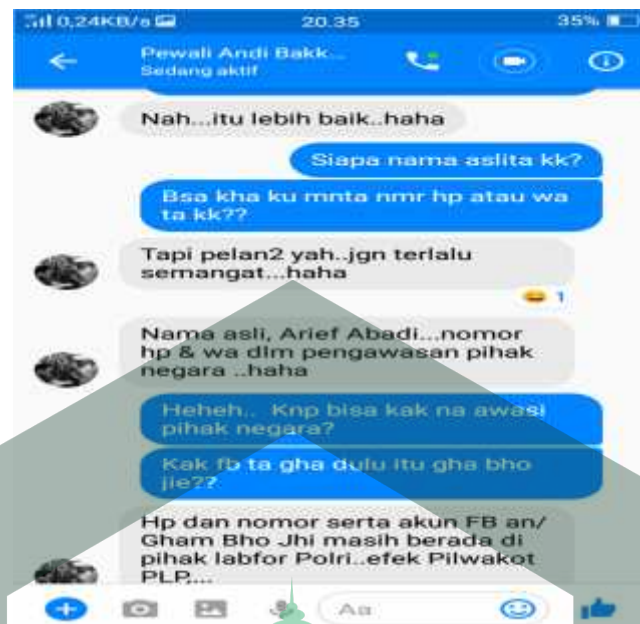 0,24KB/s
20.35
35%
Pewali Andi Bakk...
Sedang aktif
Nah...itu lebih baik..haha
Siapa nama aslita kk?
Bsa kha ku mnta nmr hp atau wa
ta kk??
Tapi pelan2 yah..jgn terlalu
semangat...haha
1
Nama asli, Arief Abadi...nomor
hp & wa dlm pengawasan pihak
negara ..haha
Heheh.. Knp bisa kak na awasi
pihak negara?
Kak fb ta gha dulu itu gha bho
jie??
Hp dan nomor serta akun FB an/
Gham Bho Jhi masih berada di
pihak labfor Polri..efek Pilwakot
PLP....
Aa